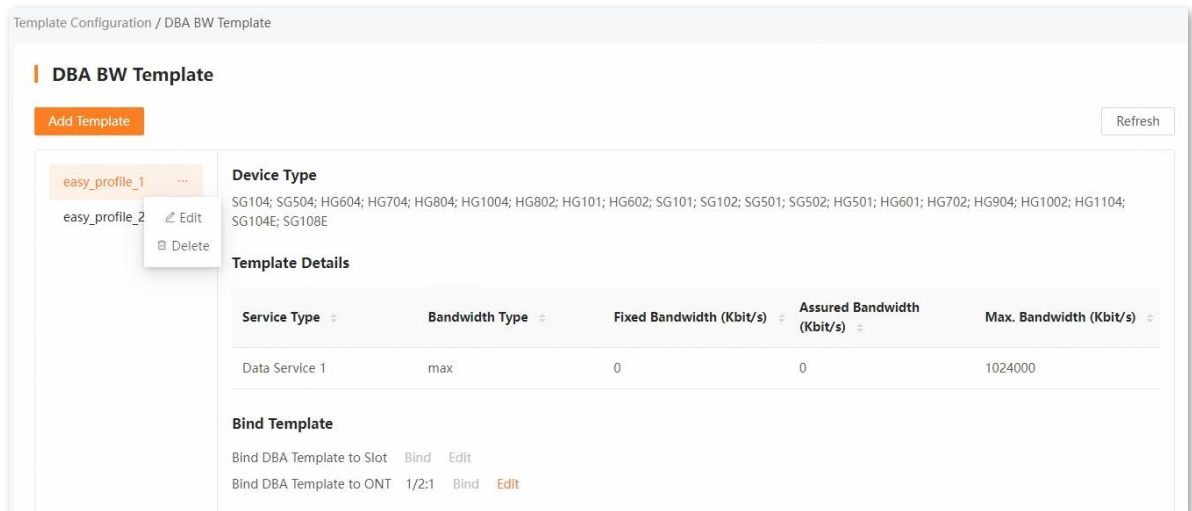 Template Configuration / DBA BW Template
DBA BW Template
Add Template
Refresh
easy_profile_1 ...
easy_profile_2
Edit
Delete
Device Type
SG104; SG504; HG604; HG704; HG804; HG1004; HG802; HG101; HG602; SG101; SG102; SG501; SG502; HG501; HG601; HG702; HG904; HG1002; HG1104;
SG104E; SG108E
Template Details
Service Type
Bandwidth Type
Fixed Bandwidth (Kbit/s)
Assured Bandwidth
(Kbit/s)
Max. Bandwidth (Kbit/s)
Data Service 1
max
0
0
1024000
Bind Template
Bind DBA Template to Slot Bind Edit
Bind DBA Template to ONT 1/2:1 Bind Edit